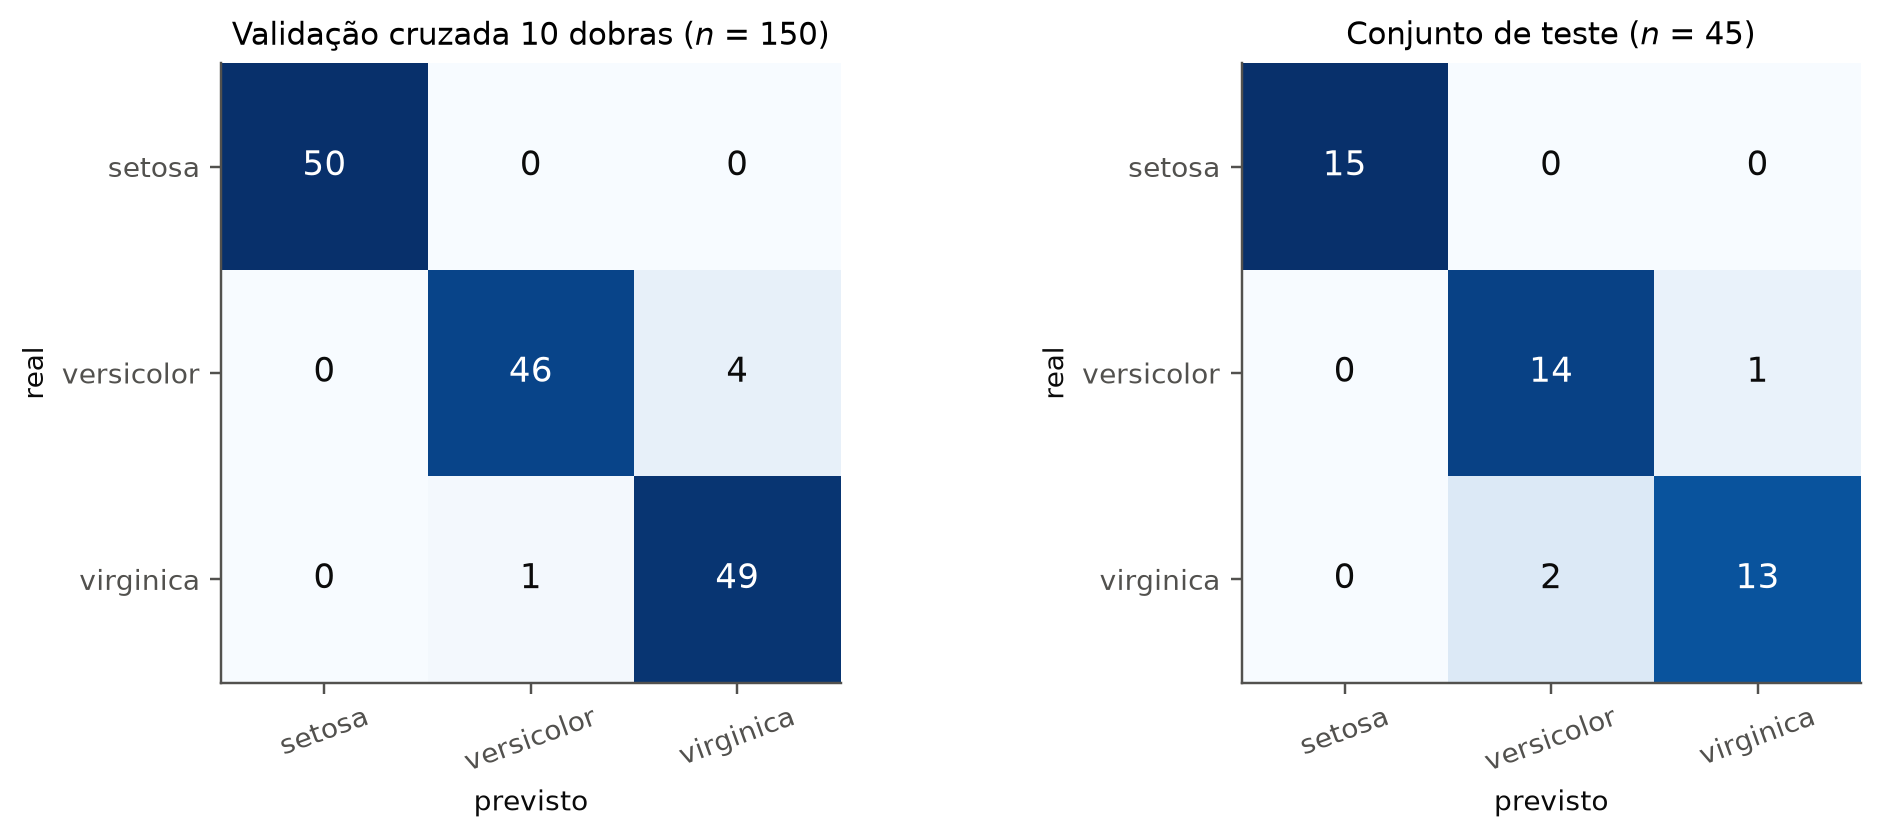 Validação cruzada 10 dobras (n = 150)
setosa 50 0 0
versicolor 0 46 4
virginica 0 1 49
real
setosa versicolor virginica
previsto
Conjunto de teste (n = 45)
setosa 15 0 0
versicolor 0 14 1
virginica 0 2 13
real
setosa versicolor virginica
previsto